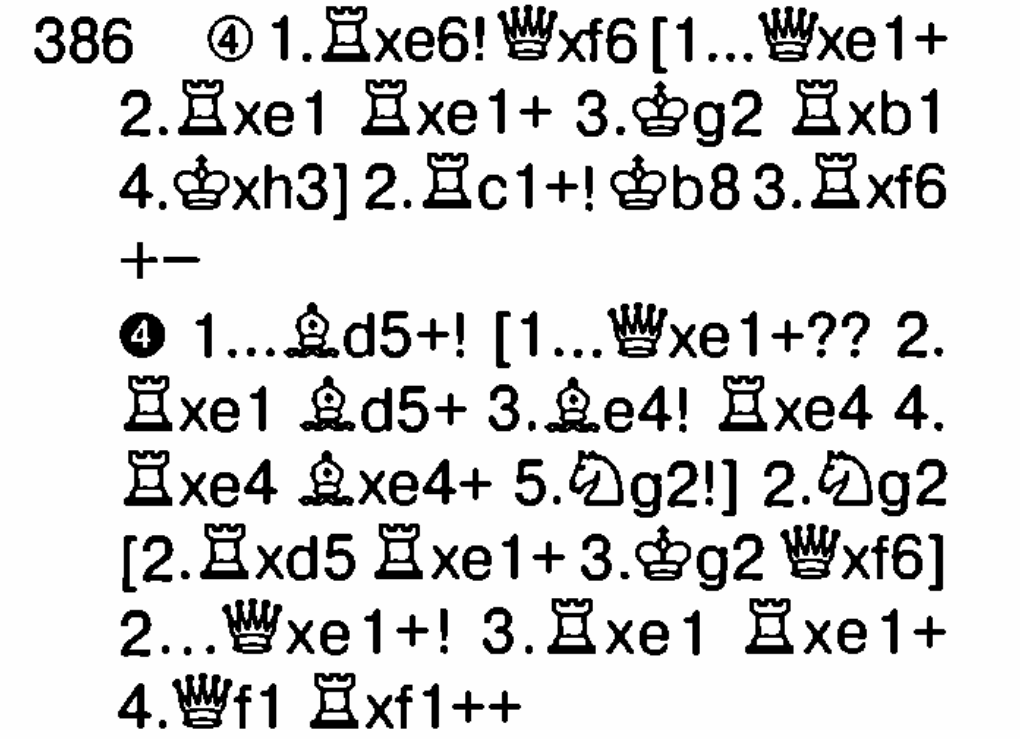 386 ④ 1.♖xe6! ♕xf6 [1...♕xe1+
2.♖xe1 ♖xe1+ 3.♔g2 ♖xb1
4.♔xh3] 2.♖c1+! ♔b8 3.♖xf6
+−
❹ 1...♗d5+! [1...♕xe1+?? 2.
♖xe1 ♗d5+ 3.♗e4! ♖xe4 4.
♖xe4 ♗xe4+ 5.♘g2!] 2.♘g2
[2.♖xd5 ♖xe1+ 3.♔g2 ♕xf6]
2...♕xe1+! 3.♖xe1 ♖xe1+
4.♕f1 ♖xf1++